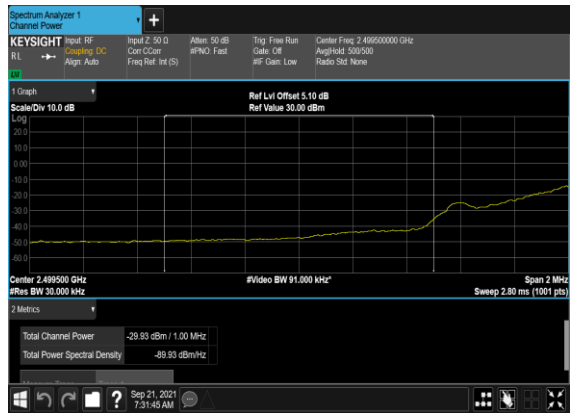 Spectrum Analyzer 1
Channel Power
+
KEYSIGHT Input: RF Input Z: 50 Ω Atten: 50 dB Trig: Free Run Center Freq: 2.499500000 GHz
Coupling: DC Corr CCorr #PNO: Fast Gate: Off Avg|Hold: 500/500
RL Align: Auto Freq Ref: Int (S) #IF Gain: Low Radio Std: None
1 Graph Ref Lvl Offset 5.10 dB
Scale/Div 10.0 dB Ref Value 30.00 dBm
Log
20.0
10.0
0.00
-10.0
-20.0
-30.0
-40.0
-50.0
-60.0
Center 2.499500 GHz #Video BW 91.000 kHz* Span 2 MHz
#Res BW 30.000 kHz Sweep 2.80 ms (1001 pts)
2 Metrics
Total Channel Power -29.93 dBm / 1.00 MHz
Total Power Spectral Density -89.93 dBm/Hz
? Sep 21, 2021
7:31:45 AM